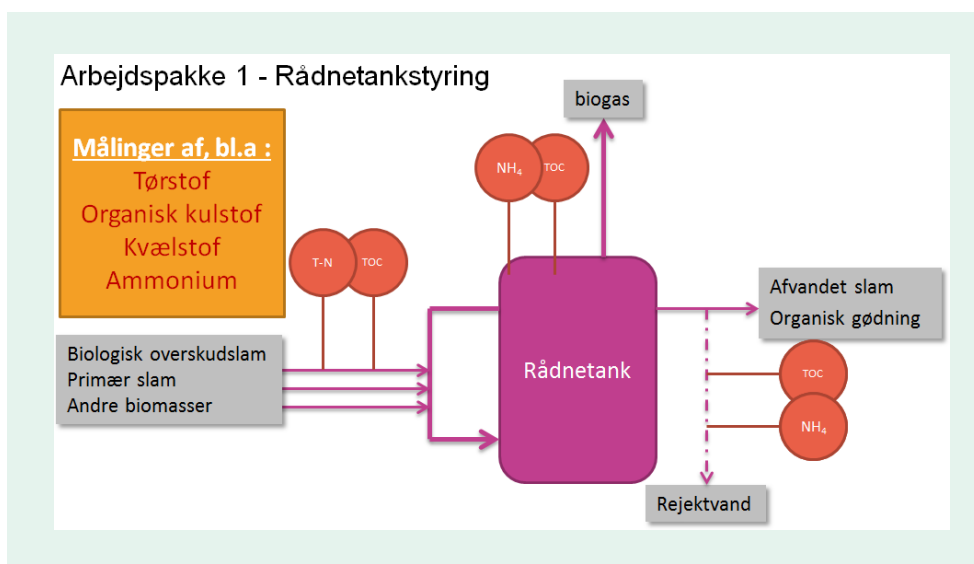 Arbejdspakke 1 - Rådnetankstyring
Målinger af, bl.a :
Tørstof
Organisk kulstof
Kvælstof
Ammonium
biogas
NH₄
TOC
T-N
TOC
Biologisk overskudslam
Primær slam
Andre biomasser
Rådnetank
Afvandet slam
Organisk gødning
TOC
NH₄
Rejektvand